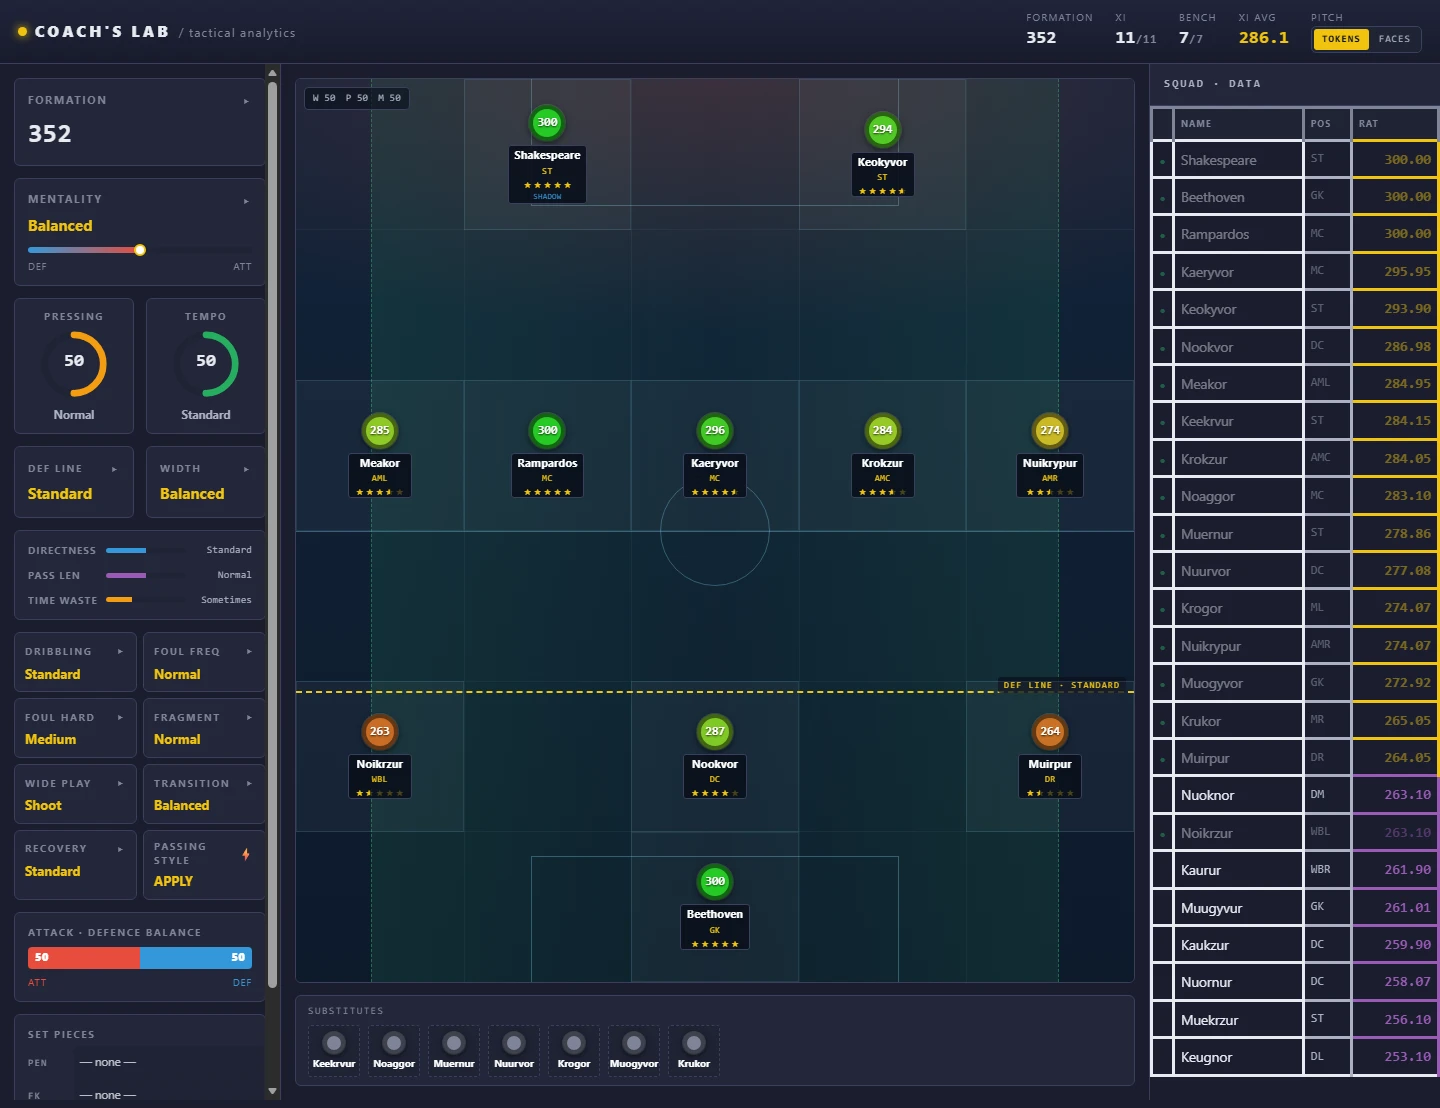 COACH'S LAB / tactical analytics
FORMATION
352
XI
11/11
BENCH
7/7
XI AVG
286.1
PITCH
TOKENS FACES
FORMATION
352
MENTALITY
Balanced
DEF ATT
PRESSING
50
Normal
TEMPO
50
Standard
DEF LINE
Standard
WIDTH
Balanced
DIRECTNESS Standard
PASS LEN Normal
TIME WASTE Sometimes
DRIBBLING
Standard
FOUL FREQ
Normal
FOUL HARD
Medium
FRAGMENT
Normal
WIDE PLAY
Shoot
TRANSITION
Balanced
RECOVERY
Standard
PASSING
STYLE
APPLY
ATTACK · DEFENCE BALANCE
50 50
ATT DEF
SET PIECES
PEN — none —
FK — none —
W 50 P 50 M 50
300
Shakespeare
ST
SHADOW
294
Keokyvor
ST
285
Meakor
AML
300
Rampardos
MC
296
Kaeryvor
MC
284
Krokzur
AMC
274
Nuikrypur
AMR
DEF LINE · STANDARD
263
Noikrzur
WBL
287
Nookvor
DC
264
Muirpur
DR
300
Beethoven
GK
SUBSTITUTES
Keekrvur
Noaggor
Muernur
Nuurvor
Krogor
Muogyvor
Krukor
SQUAD · DATA
NAME POS RAT
Shakespeare ST 300.00
Beethoven GK 300.00
Rampardos MC 300.00
Kaeryvor MC 295.95
Keokyvor ST 293.90
Nookvor DC 286.98
Meakor AML 284.95
Keekrvur ST 284.15
Krokzur AMC 284.05
Noaggor MC 283.10
Muernur ST 278.86
Nuurvor DC 277.08
Krogor ML 274.07
Nuikrypur AMR 274.07
Muogyvor GK 272.92
Krukor MR 265.05
Muirpur DR 264.05
Nuoknor DM 263.10
Noikrzur WBL 263.10
Kaurur WBR 261.90
Muugyvur GK 261.01
Kaukzur DC 259.90
Nuornur DC 258.07
Muekrzur ST 256.10
Keugnor DL 253.10